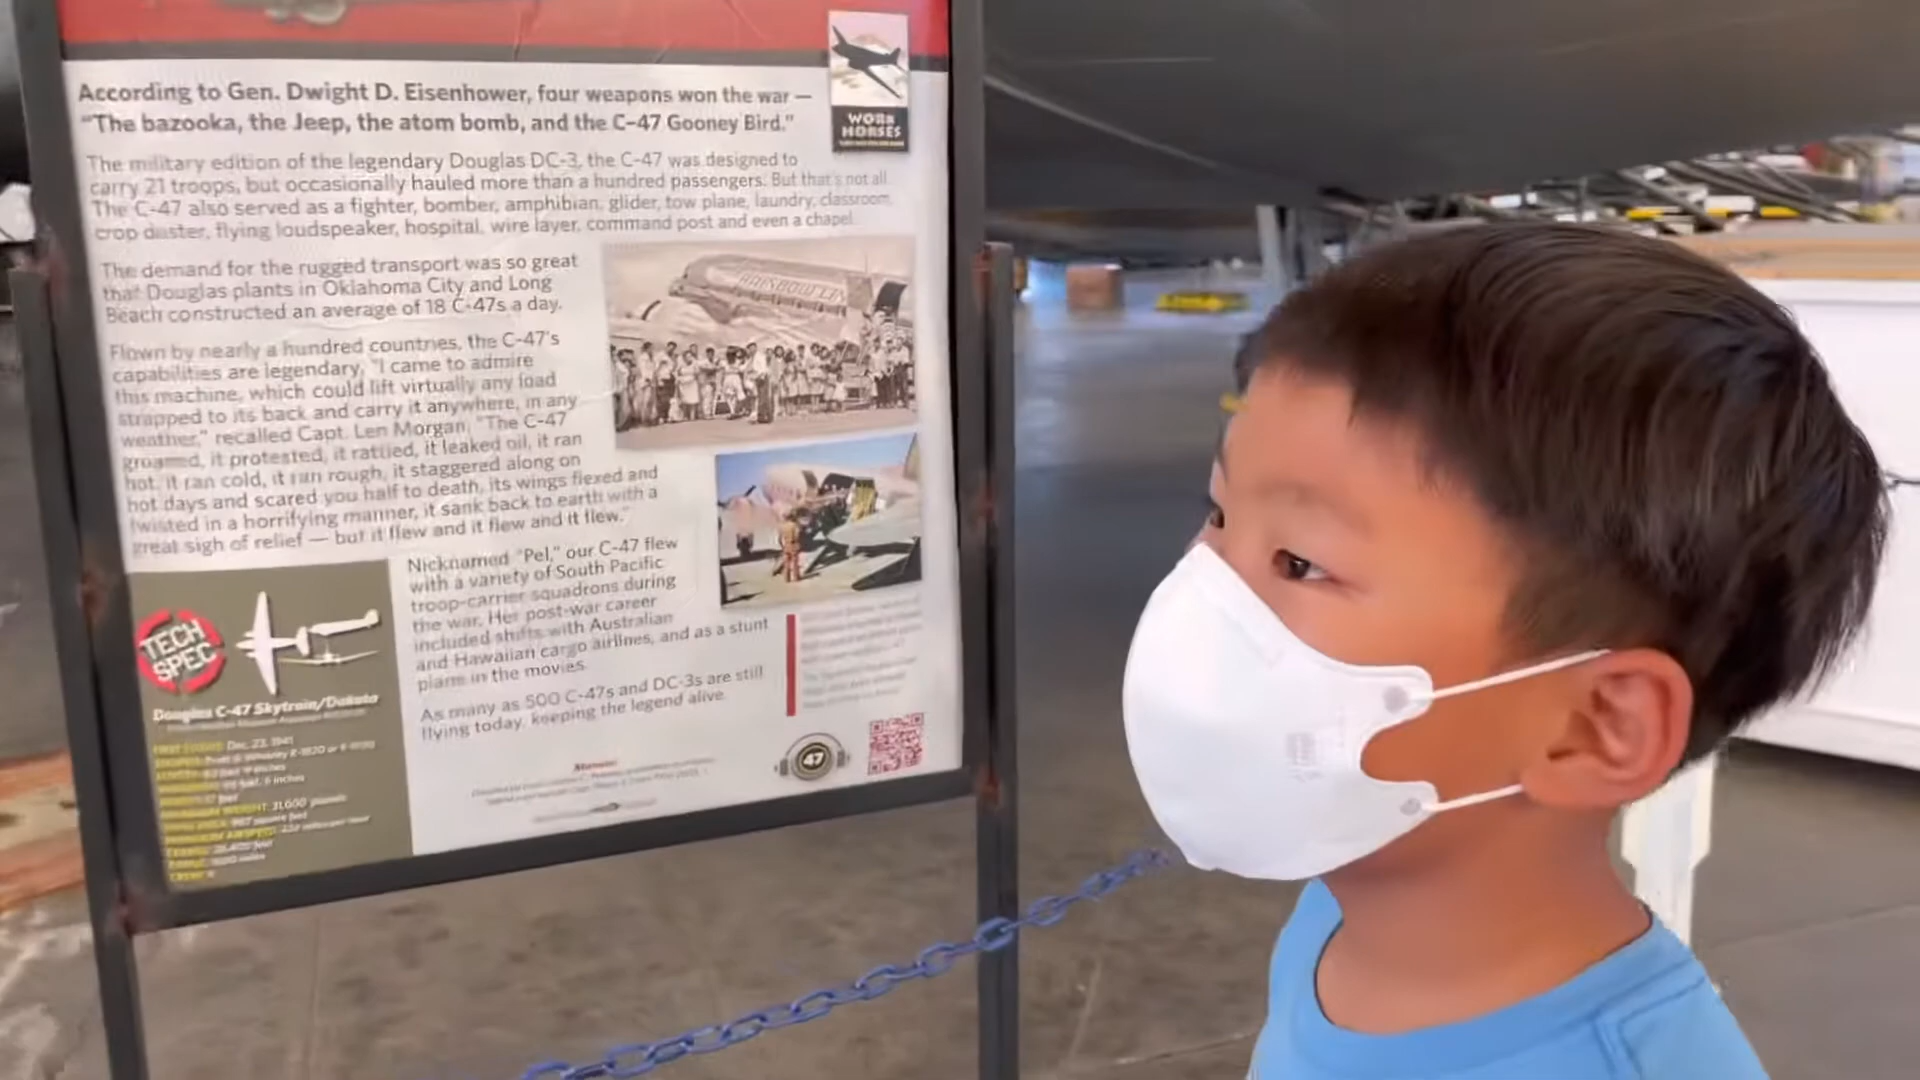 According to Gen. Dwight D. Eisenhower, four weapons won the war —
"The bazooka, the Jeep, the atom bomb, and the C-47 Gooney Bird."
WORK
HORSES
The military edition of the legendary Douglas DC-3, the C-47 was designed to
carry 21 troops, but occasionally hauled more than a hundred passengers. But that's not all.
The C-47 also served as a fighter, bomber, amphibian, glider, tow plane, laundry, classroom,
crop duster, flying loudspeaker, hospital, wire layer, command post and even a chapel.
The demand for the rugged transport was so great
that Douglas plants in Oklahoma City and Long
Beach constructed an average of 18 C-47s a day.
Flown by nearly a hundred countries, the C-47's
capabilities are legendary. "I came to admire
this machine, which could lift virtually any load
strapped to its back and carry it anywhere, in any
weather," recalled Capt. Len Morgan. "The C-47
groaned, it protested, it rattled, it leaked oil, it ran
hot, it ran cold, it ran rough, it staggered along on
hot days and scared you half to death, its wings flexed and
twisted in a horrifying manner, it sank back to earth with a
great sigh of relief — but it flew and it flew and it flew."
Nicknamed "Pel," our C-47 flew
with a variety of South Pacific
troop-carrier squadrons during
the war. Her post-war career
included shifts with Australian
and Hawaiian cargo airlines, and as a stunt
plane in the movies.
As many as 500 C-47s and DC-3s are still
flying today, keeping the legend alive.
TECH
SPEC
Douglas C-47 Skytrain/Dakota
Dec. 23, 1941
47